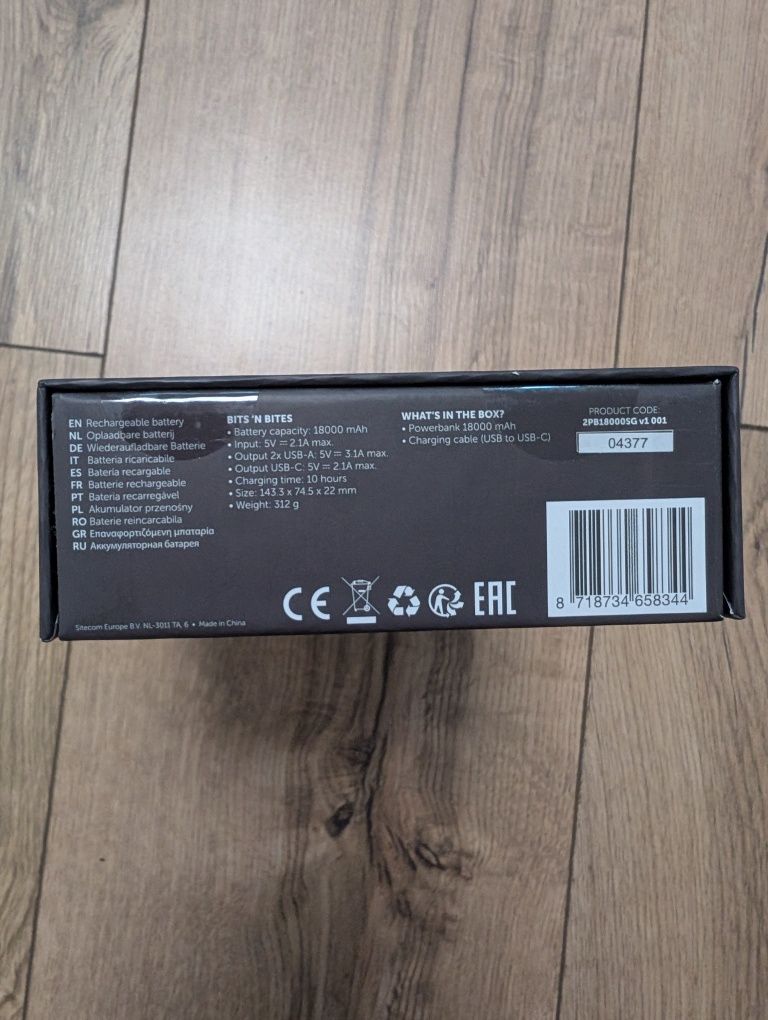 EN Rechargeable battery
NL Oplaadbare batterij
DE Wiederaufladbare Batterie
IT Batteria ricaricabile
ES Batería recargable
FR Batterie rechargeable
PT Bateria recarregável
PL Akumulator przenośny
RO Baterie reincarcabila
GR Επαναφορτιζόμενη μπαταρία
RU Аккумуляторная батарея
Sitecom Europe B.V. NL-3011 TA, 6 • Made in China
BITS 'N BITES
• Battery capacity: 18000 mAh
• Input: 5V ⎓ 2.1A max.
• Output 2x USB-A: 5V ⎓ 3.1A max.
• Output USB-C: 5V ⎓ 2.1A max.
• Charging time: 10 hours
• Size: 143.3 x 74.5 x 22 mm
• Weight: 312 g
WHAT'S IN THE BOX?
• Powerbank 18000 mAh
• Charging cable (USB to USB-C)
PRODUCT CODE:
2PB18000SG v1 001
04377
CE
EAC
8 718734 658344